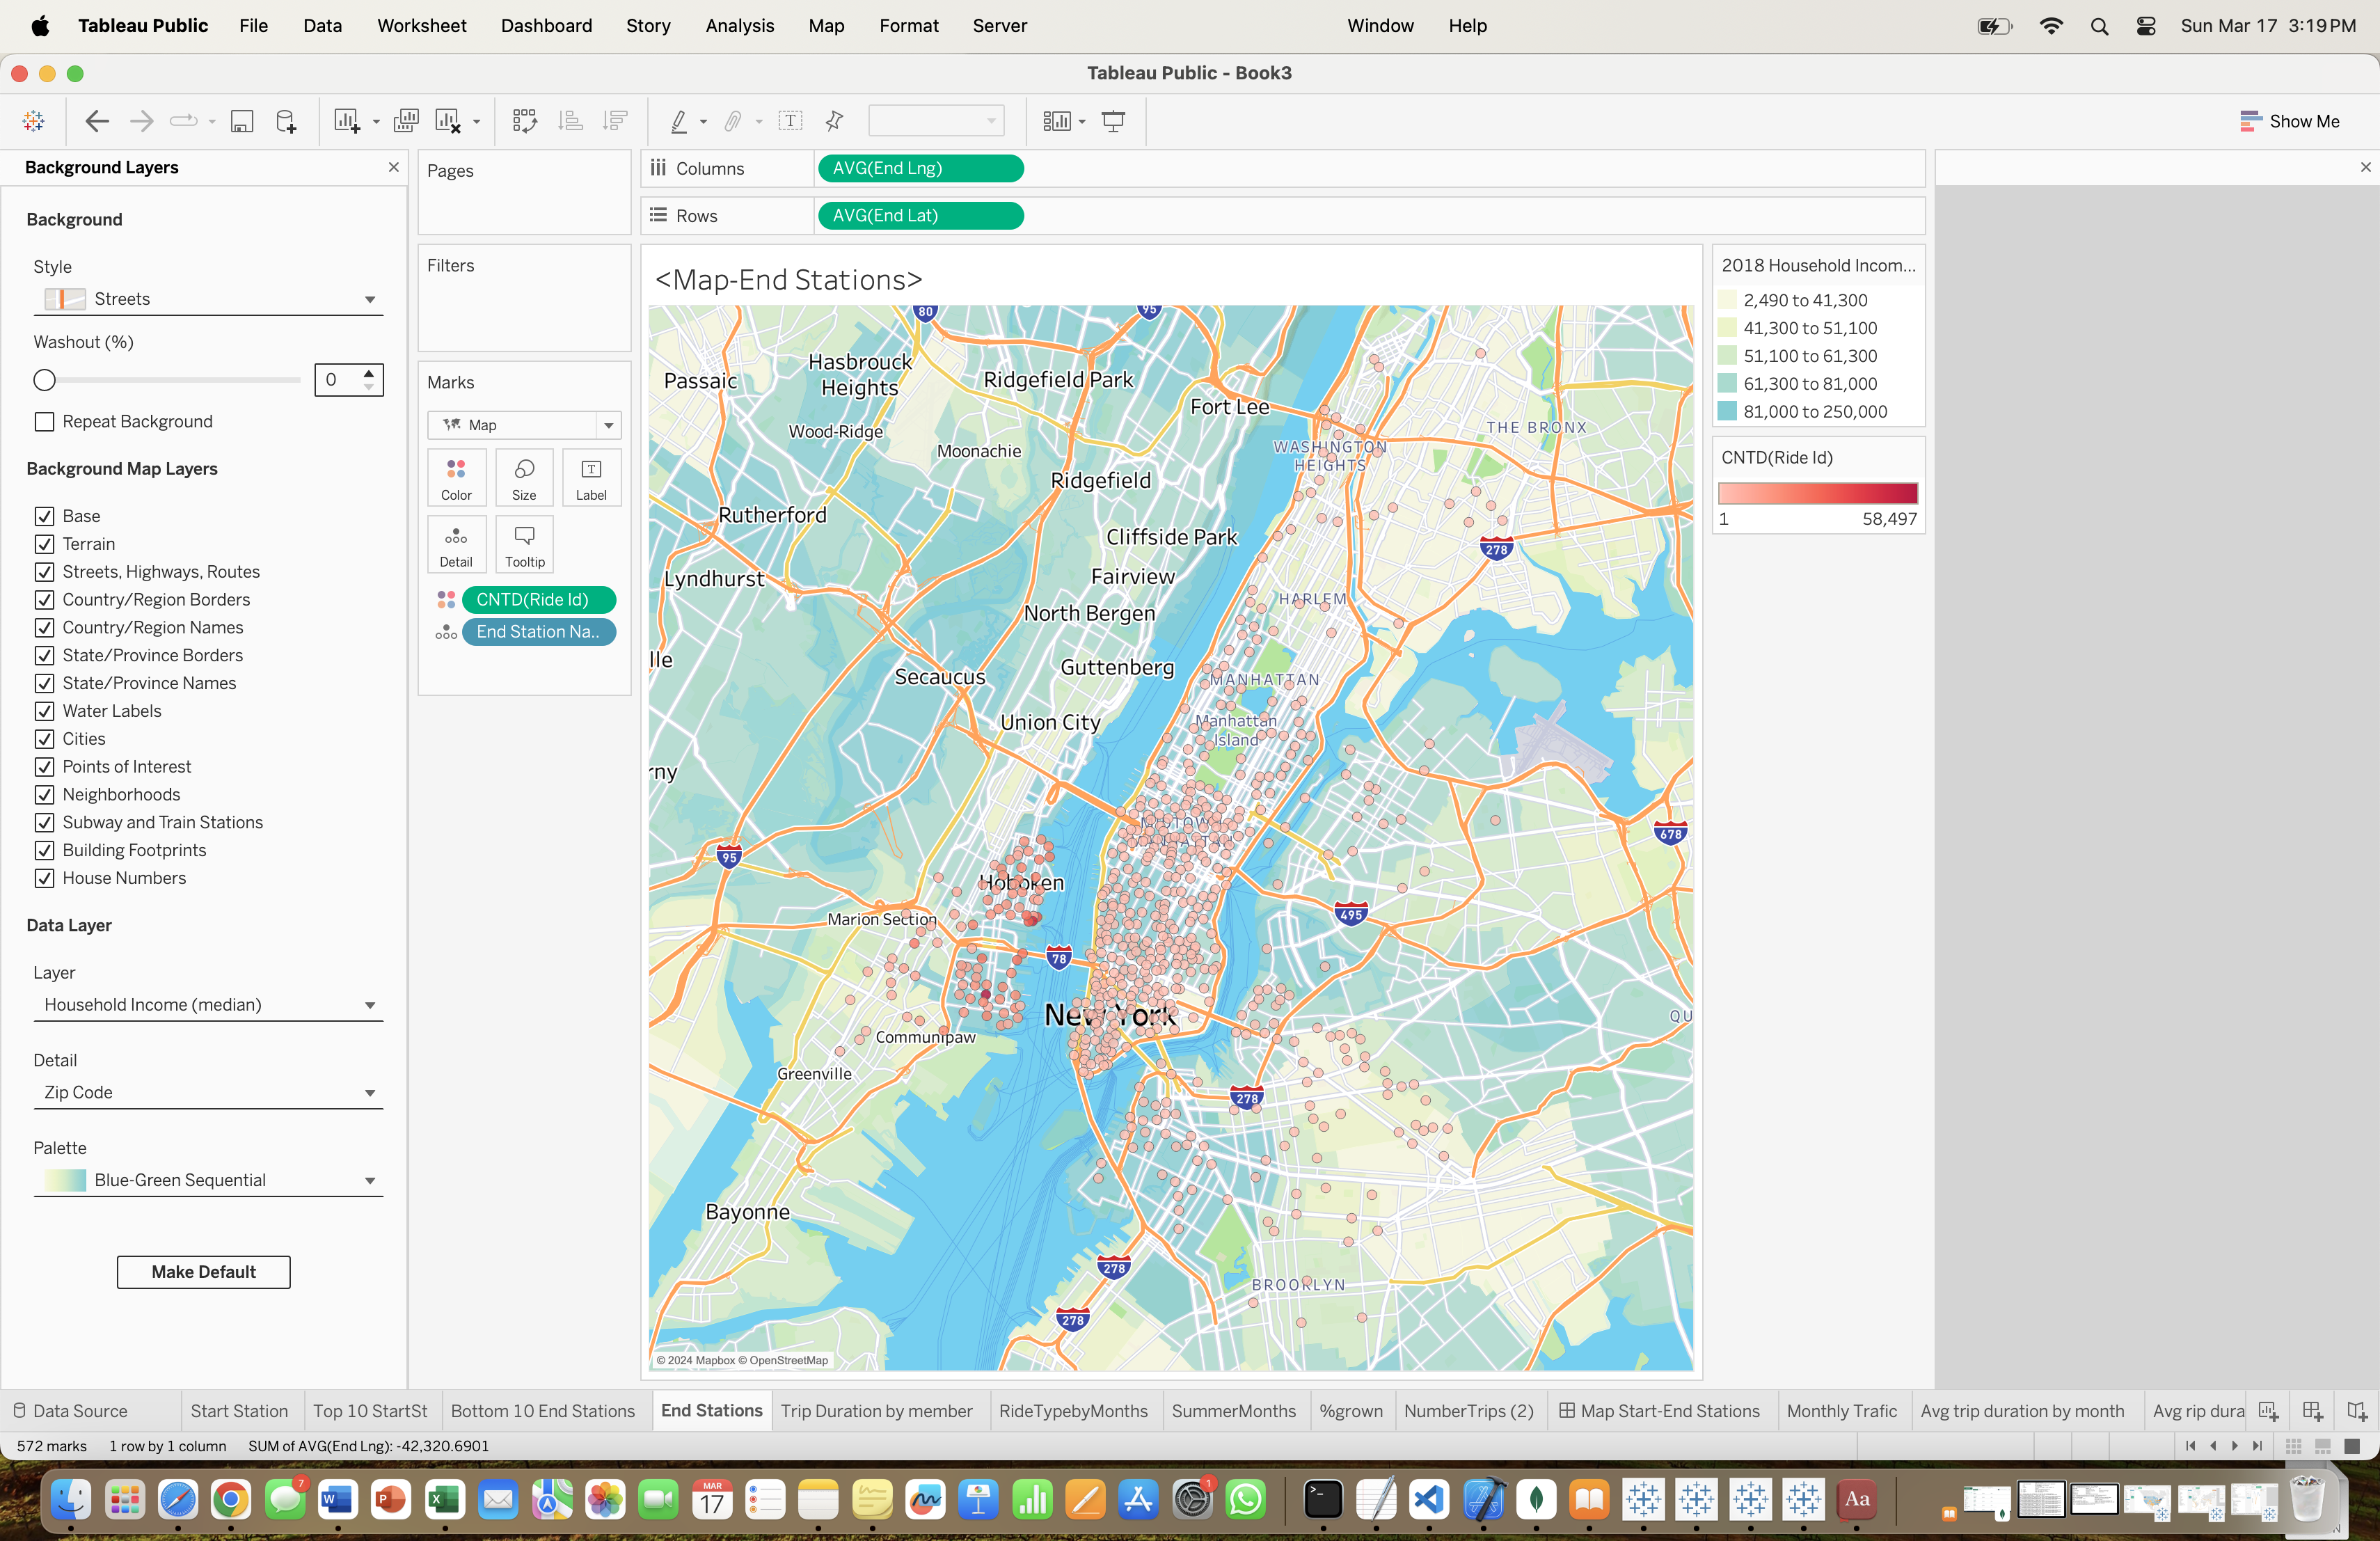 Tableau Public File Data Worksheet Dashboard Story Analysis Map Format Server Window Help Sun Mar 17 3:19 PM
Tableau Public - Book3
Show Me
Background Layers
Background
Style
Streets
Washout (%)
0
Repeat Background
Background Map Layers
Base
Terrain
Streets, Highways, Routes
Country/Region Borders
Country/Region Names
State/Province Borders
State/Province Names
Water Labels
Cities
Points of Interest
Neighborhoods
Subway and Train Stations
Building Footprints
House Numbers
Data Layer
Layer
Household Income (median)
Detail
Zip Code
Palette
Blue-Green Sequential
Make Default
Pages
Filters
Marks
Map
Color Size Label
Detail Tooltip
CNTD(Ride Id)
End Station Na..
Columns AVG(End Lng)
Rows AVG(End Lat)
<Map-End Stations>
80
95
Hasbrouck
Heights
Passaic
Ridgefield Park
Fort Lee
Wood-Ridge
THE BRONX
Moonachie
WASHINGTON
HEIGHTS
Ridgefield
Rutherford
Cliffside Park
278
Fairview
Lyndhurst
HARLEM
North Bergen
lle
Guttenberg
Secaucus
MANHATTAN
Union City
Manhattan
Island
rny
678
95
Hoboken
495
Marion Section
78
New York
QU
Communipaw
Greenville
278
Bayonne
278
BROOKLYN
278
© 2024 Mapbox © OpenStreetMap
2018 Household Incom...
2,490 to 41,300
41,300 to 51,100
51,100 to 61,300
61,300 to 81,000
81,000 to 250,000
CNTD(Ride Id)
1 58,497
Data Source Start Station Top 10 StartSt Bottom 10 End Stations End Stations Trip Duration by member RideTypebyMonths SummerMonths %grown NumberTrips (2) Map Start-End Stations Monthly Trafic Avg trip duration by month Avg rip dura
572 marks 1 row by 1 column SUM of AVG(End Lng): -42,320.6901
7
MAR
17
1
Aa